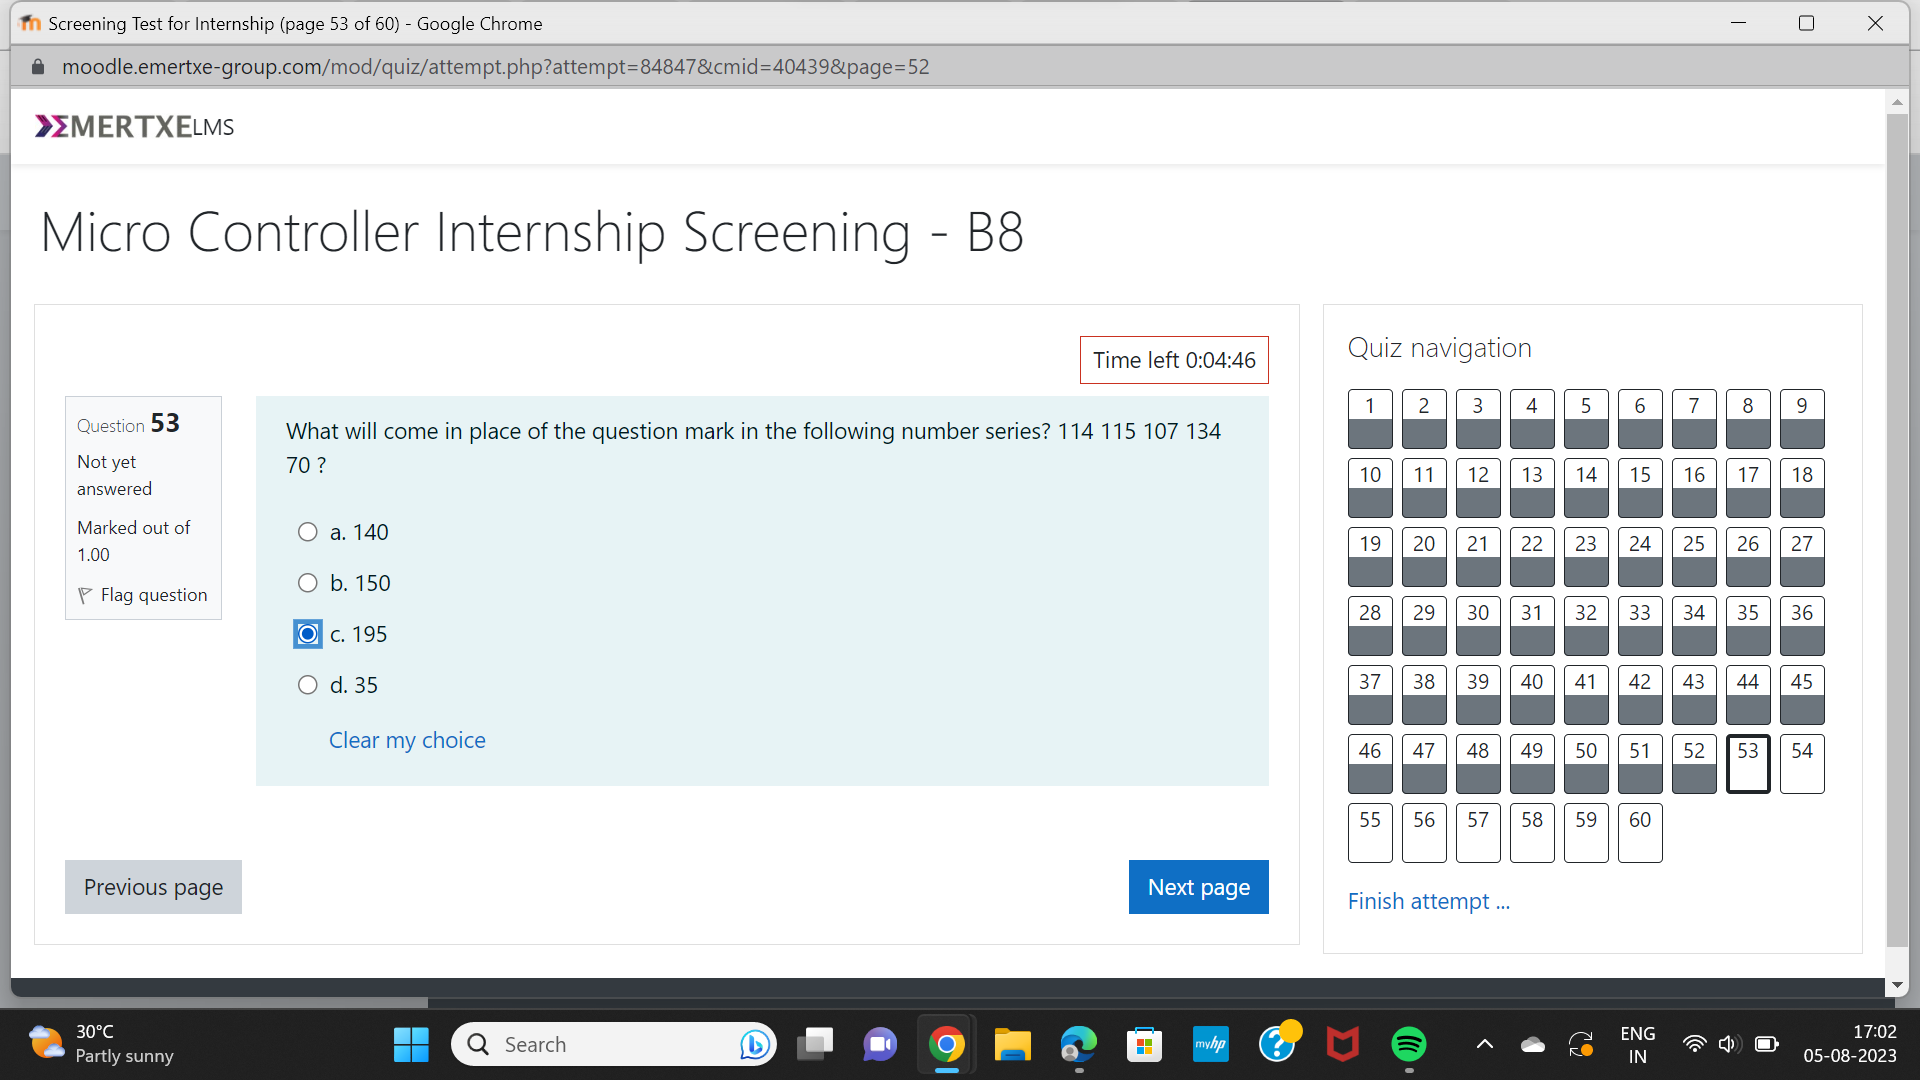 Screening Test for Internship (page 53 of 60) - Google Chrome
moodle.emertxe-group.com/mod/quiz/attempt.php?attempt=84847&cmid=40439&page=52
EMERTXE LMS
Micro Controller Internship Screening - B8
Time left 0:04:46
Question 53
Not yet
answered
Marked out of
1.00
Flag question
What will come in place of the question mark in the following number series? 114 115 107 134
70 ?
a. 140
b. 150
c. 195
d. 35
Clear my choice
Previous page
Next page
Quiz navigation
1 2 3 4 5 6 7 8 9
10 11 12 13 14 15 16 17 18
19 20 21 22 23 24 25 26 27
28 29 30 31 32 33 34 35 36
37 38 39 40 41 42 43 44 45
46 47 48 49 50 51 52 53 54
55 56 57 58 59 60
Finish attempt ...
30°C
Partly sunny
Search
myhp
ENG
IN
17:02
05-08-2023